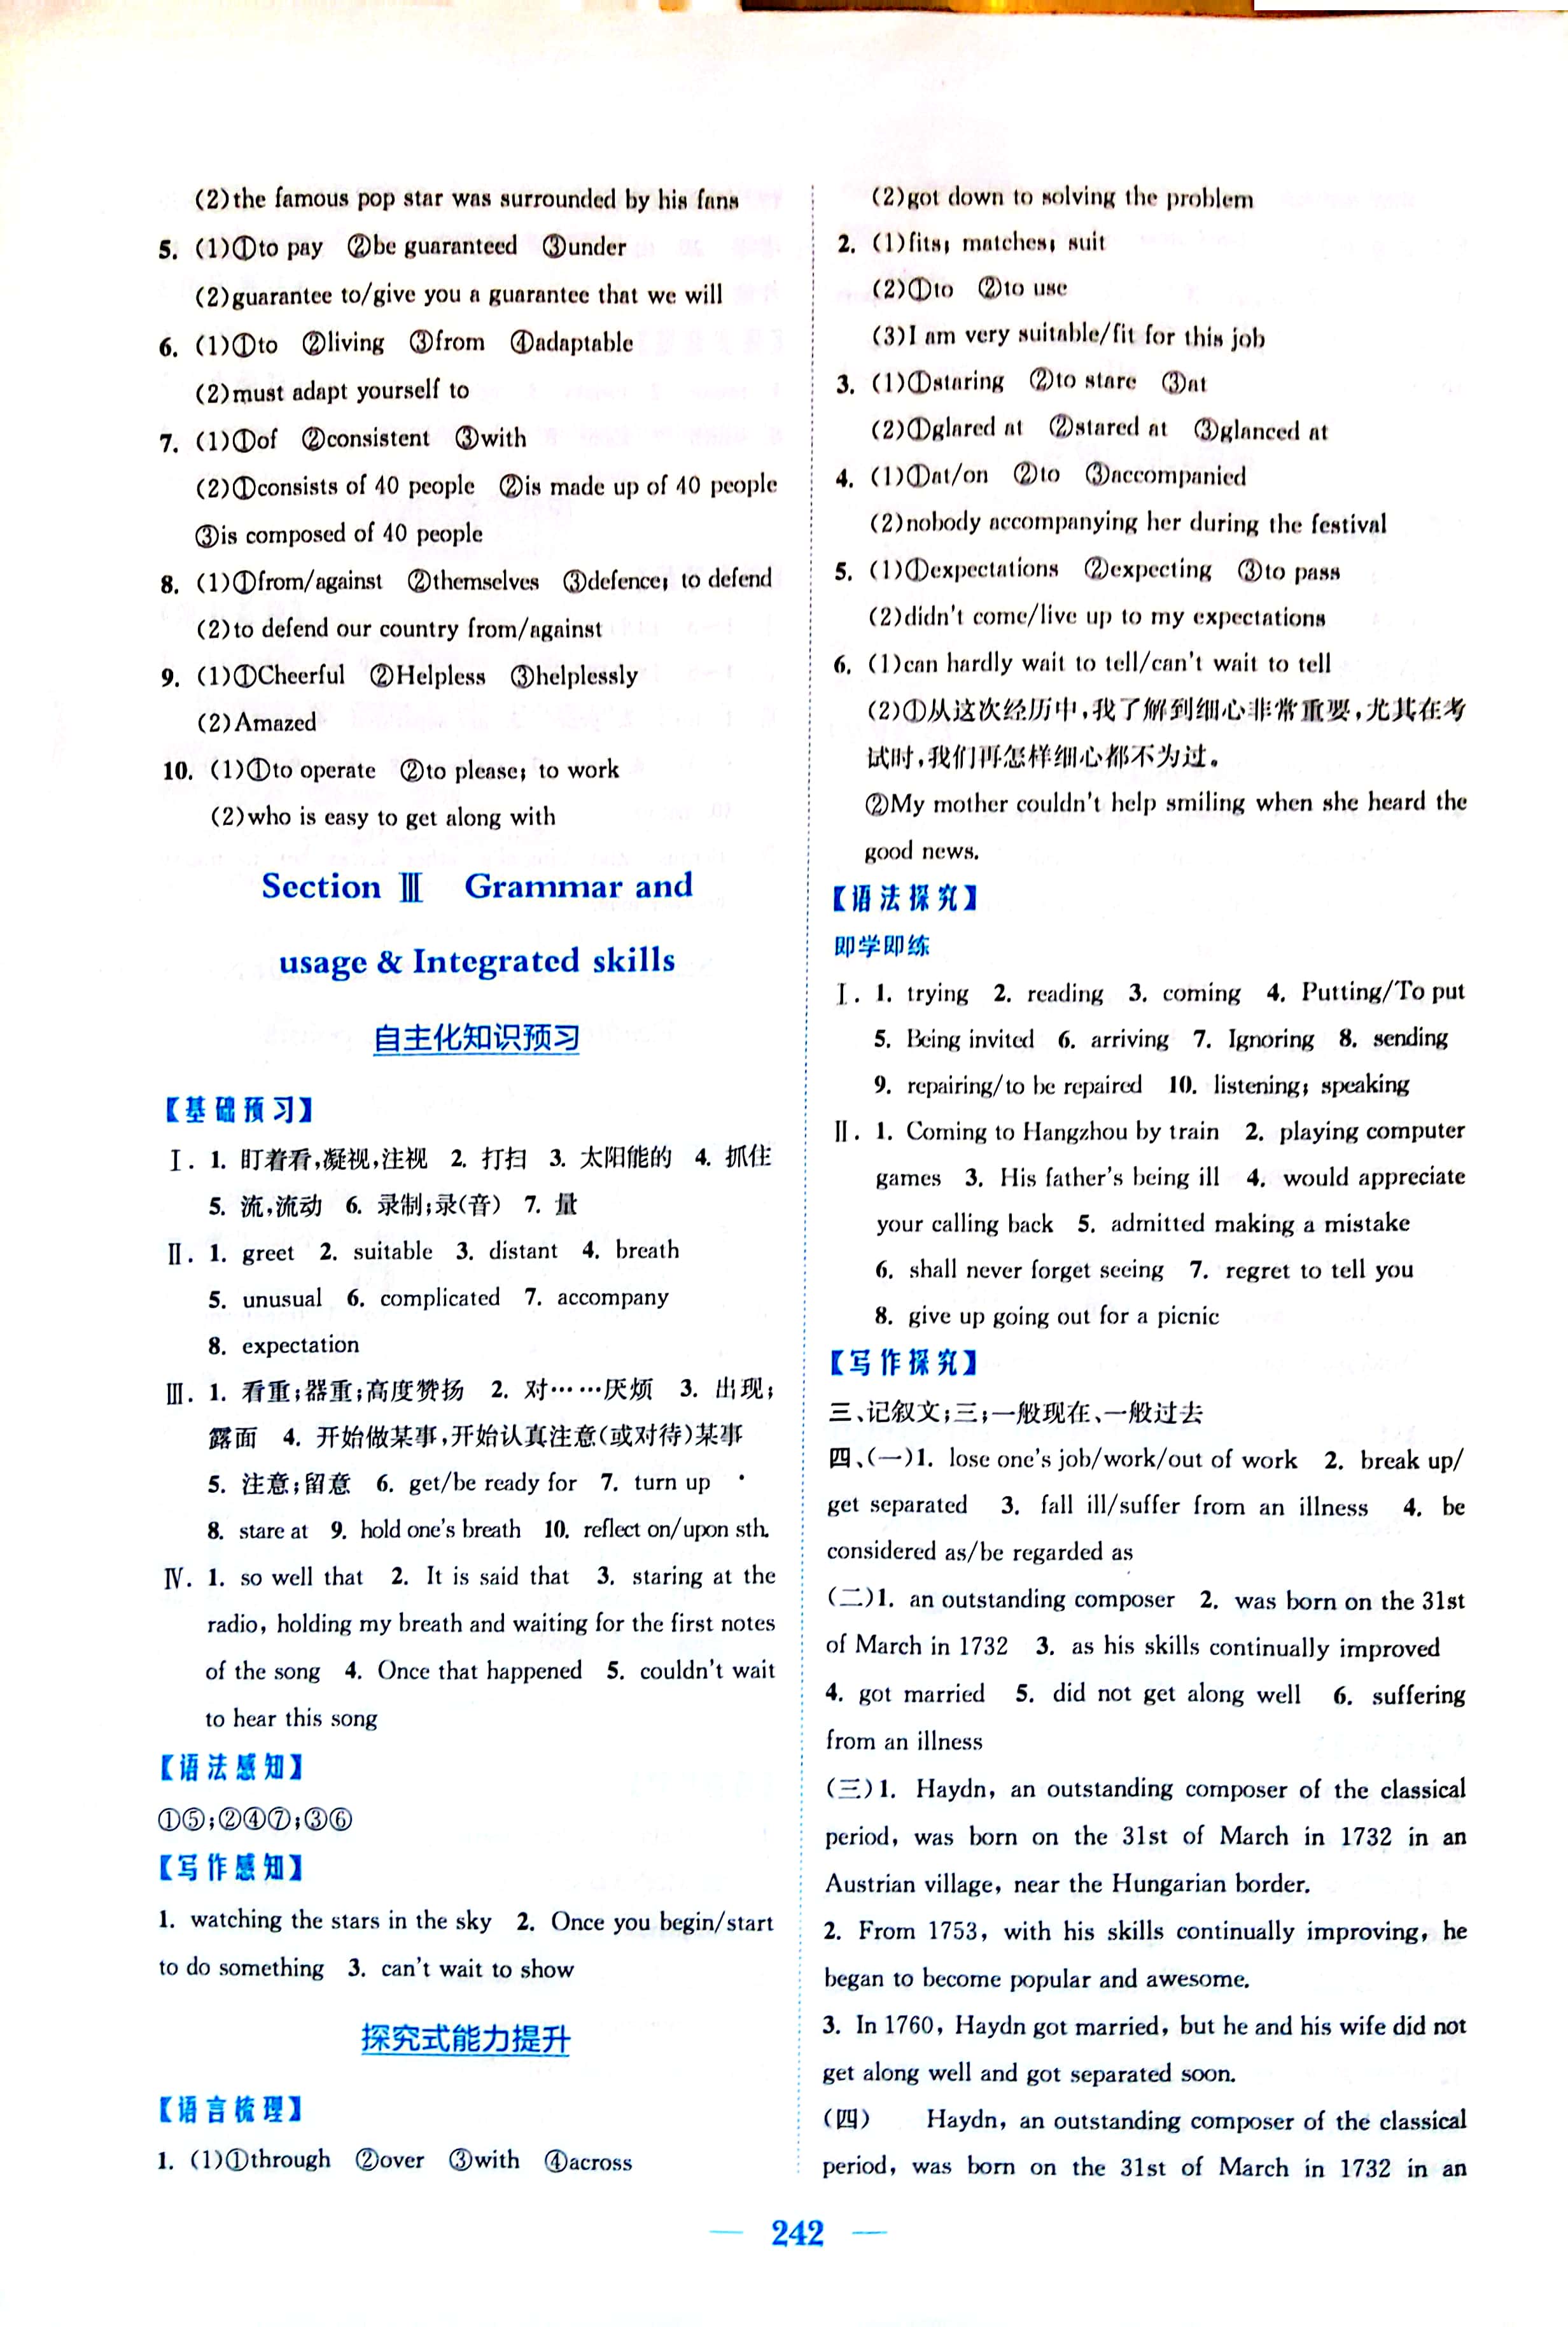 (2)the famous pop star was surrounded by his fans
5. (1)①to pay ②be guaranteed ③under
(2)guarantee to/give you a guarantee that we will
6. (1)①to ②living ③from ④adaptable
(2)must adapt yourself to
7. (1)①of ②consistent ③with
(2)①consists of 40 people ②is made up of 40 people
③is composed of 40 people
8. (1)①from/against ②themselves ③defence; to defend
(2)to defend our country from/against
9. (1)①Cheerful ②Helpless ③helplessly
(2)Amazed
10. (1)①to operate ②to please; to work
(2)who is easy to get along with
Section Ⅲ Grammar and
usage & Integrated skills
自主化知识预习
【基础预习】
Ⅰ. 1. 盯着看,凝视,注视 2. 打扫 3. 太阳能的 4. 抓住
5. 流,流动 6. 录制;录(音) 7. 量
Ⅱ. 1. greet 2. suitable 3. distant 4. breath
5. unusual 6. complicated 7. accompany
8. expectation
Ⅲ. 1. 看重;器重;高度赞扬 2. 对……厌烦 3. 出现;
露面 4. 开始做某事,开始认真注意(或对待)某事
5. 注意;留意 6. get/be ready for 7. turn up
8. stare at 9. hold one's breath 10. reflect on/upon sth.
Ⅳ. 1. so well that 2. It is said that 3. staring at the
radio, holding my breath and waiting for the first notes
of the song 4. Once that happened 5. couldn't wait
to hear this song
【语法感知】
①⑤;②④⑦;③⑥
【写作感知】
1. watching the stars in the sky 2. Once you begin/start
to do something 3. can't wait to show
探究式能力提升
【语言梳理】
1. (1)①through ②over ③with ④across
(2)got down to solving the problem
2. (1)fits; matches; suit
(2)①to ②to use
(3)I am very suitable/fit for this job
3. (1)①staring ②to stare ③at
(2)①glared at ②stared at ③glanced at
4. (1)①at/on ②to ③accompanied
(2)nobody accompanying her during the festival
5. (1)①expectations ②expecting ③to pass
(2)didn't come/live up to my expectations
6. (1)can hardly wait to tell/can't wait to tell
(2)①从这次经历中,我了解到细心非常重要,尤其在考
试时,我们再怎样细心都不为过。
②My mother couldn't help smiling when she heard the
good news.
【语法探究】
即学即练
Ⅰ. 1. trying 2. reading 3. coming 4. Putting/To put
5. Being invited 6. arriving 7. Ignoring 8. sending
9. repairing/to be repaired 10. listening; speaking
Ⅱ. 1. Coming to Hangzhou by train 2. playing computer
games 3. His father's being ill 4. would appreciate
your calling back 5. admitted making a mistake
6. shall never forget seeing 7. regret to tell you
8. give up going out for a picnic
【写作探究】
三、记叙文;三;一般现在、一般过去
四、(一)1. lose one's job/work/out of work 2. break up/
get separated 3. fall ill/suffer from an illness 4. be
considered as/be regarded as
(二)1. an outstanding composer 2. was born on the 31st
of March in 1732 3. as his skills continually improved
4. got married 5. did not get along well 6. suffering
from an illness
(三)1. Haydn, an outstanding composer of the classical
period, was born on the 31st of March in 1732 in an
Austrian village, near the Hungarian border.
2. From 1753, with his skills continually improving, he
began to become popular and awesome.
3. In 1760, Haydn got married, but he and his wife did not
get along well and got separated soon.
(四) Haydn, an outstanding composer of the classical
period, was born on the 31st of March in 1732 in an
— 242 —